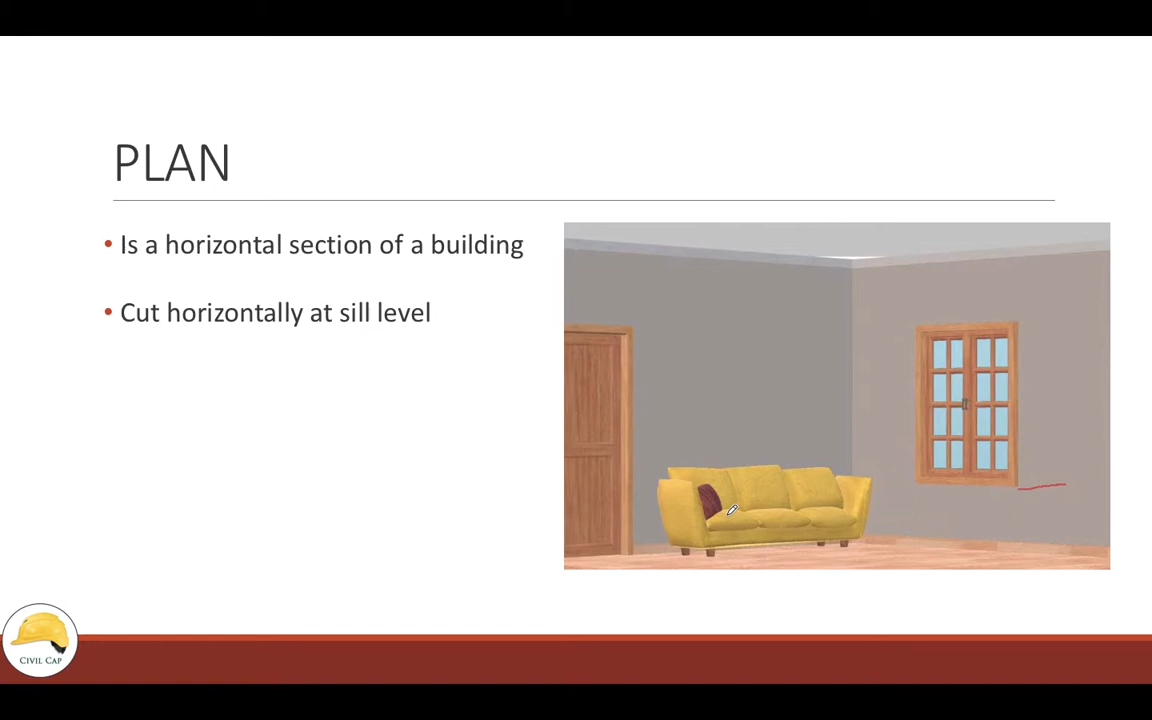 PLAN
• Is a horizontal section of a building
• Cut horizontally at sill level
CIVIL CAP